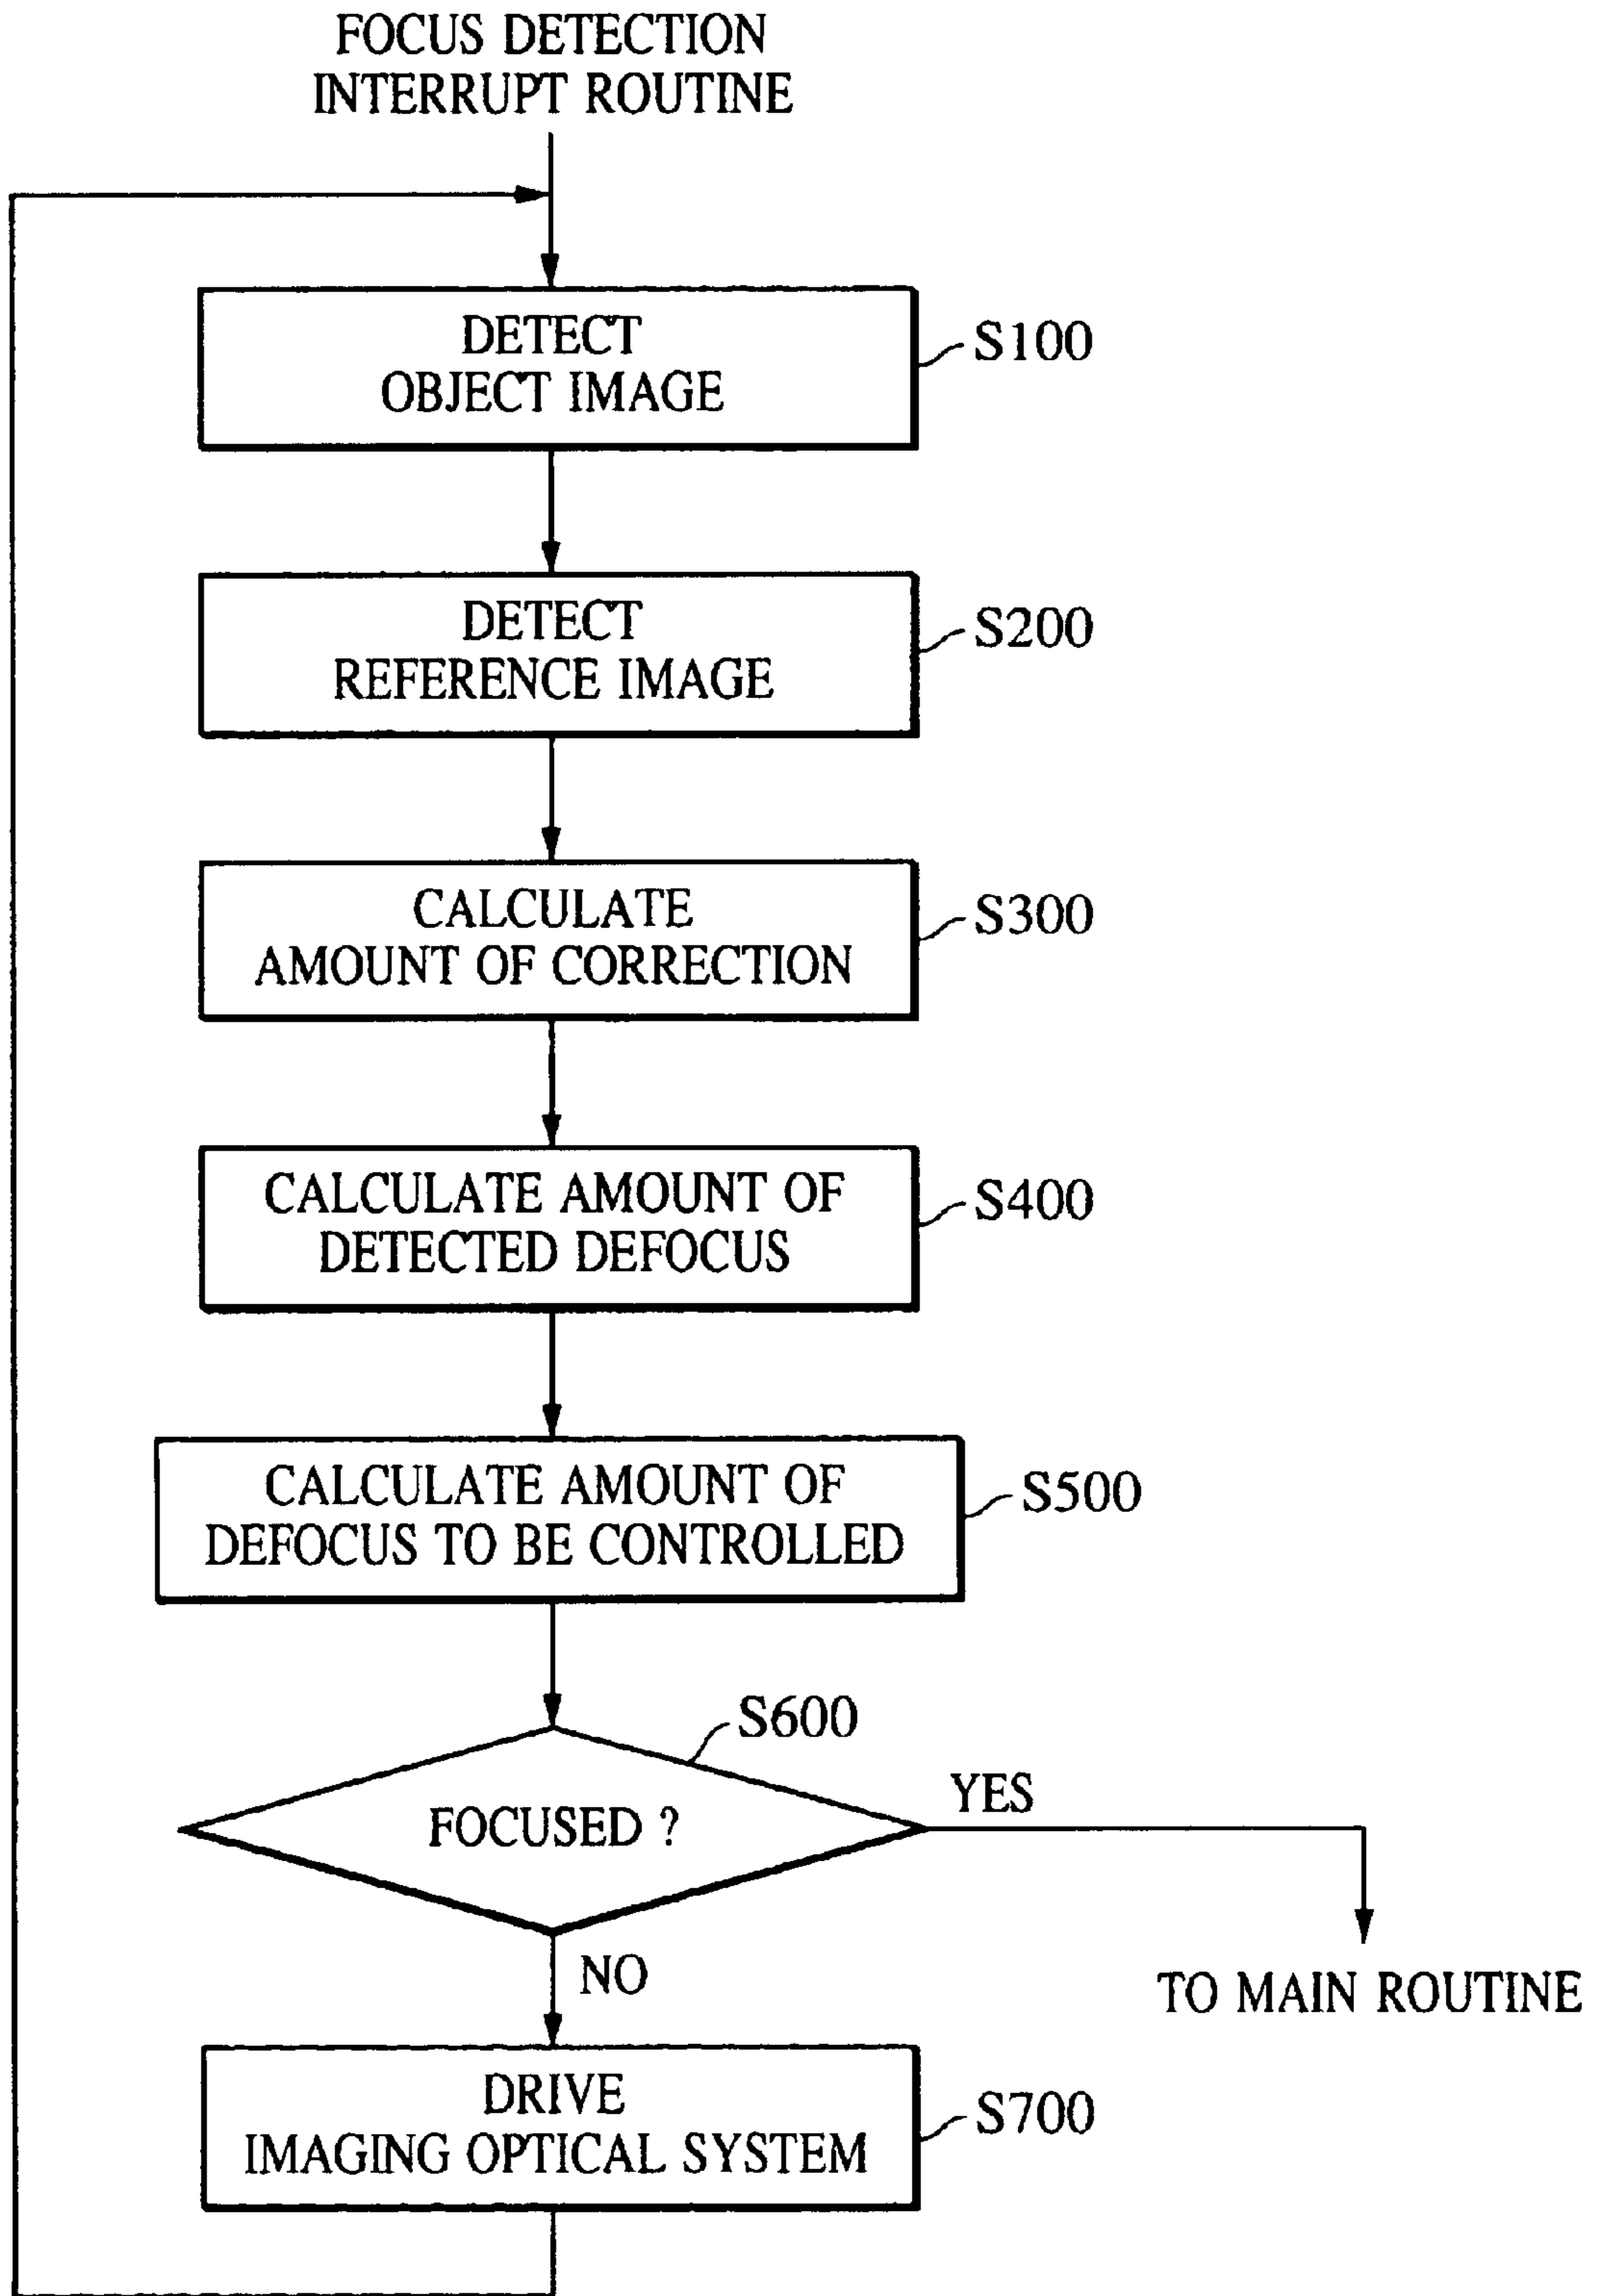 FOCUS DETECTION
INTERRUPT ROUTINE
DETECT
OBJECT IMAGE
S100
DETECT
REFERENCE IMAGE
S200
CALCULATE
AMOUNT OF CORRECTION
S300
CALCULATE AMOUNT OF
DETECTED DEFOCUS
S400
CALCULATE AMOUNT OF
DEFOCUS TO BE CONTROLLED
S500
S600
FOCUSED ?
YES
NO
TO MAIN ROUTINE
DRIVE
IMAGING OPTICAL SYSTEM
S700